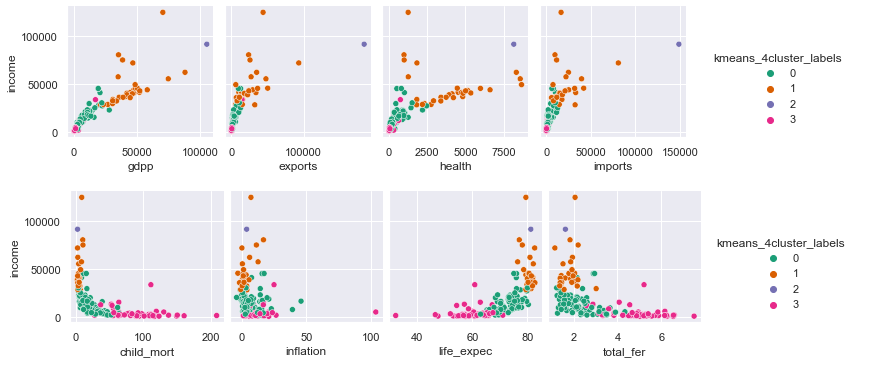 income
100000
50000
0
0 50000 100000
gdpp
0 100000
exports
0 2500 5000 7500
health
0 50000 100000 150000
imports
kmeans_4cluster_labels
0
1
2
3
income
100000
50000
0
0 100 200
child_mort
0 50 100
inflation
40 60 80
life_expec
2 4 6
total_fer
kmeans_4cluster_labels
0
1
2
3